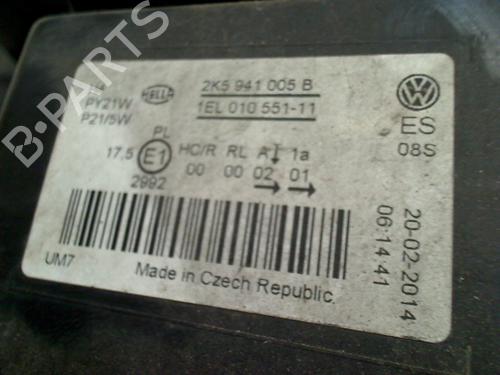 B-PARTS
PY21W
P21/5W
HELLA
2K5 941 005 B
1EL 010 551-11
ES
08S
PL
17,5 E1 HC/R RL A 1a
2992 00 00 02 01
UM7
Made in Czech Republic.
20-02-2014
06:14:41